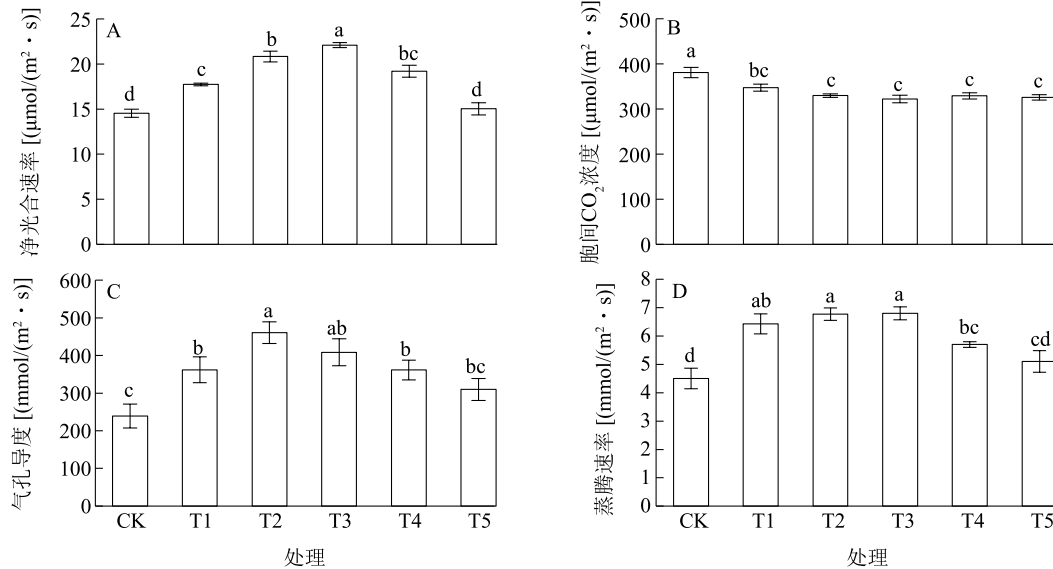 净光合速率 [(μmol/(m²·s)]
25
20
15
10
5
0
A
d
c
b
a
bc
d
胞间CO₂浓度 [(μmol/(m²·s)]
500
400
300
200
100
0
B
a
bc
c
c
c
c
气孔导度 [(mmol/(m²·s)]
600
500
400
300
200
100
0
C
c
b
a
ab
b
bc
CK T1 T2 T3 T4 T5
处理
蒸腾速率 [(mmol/(m²·s)]
8
7
6
5
4
3
2
1
0
D
d
ab
a
a
bc
cd
CK T1 T2 T3 T4 T5
处理